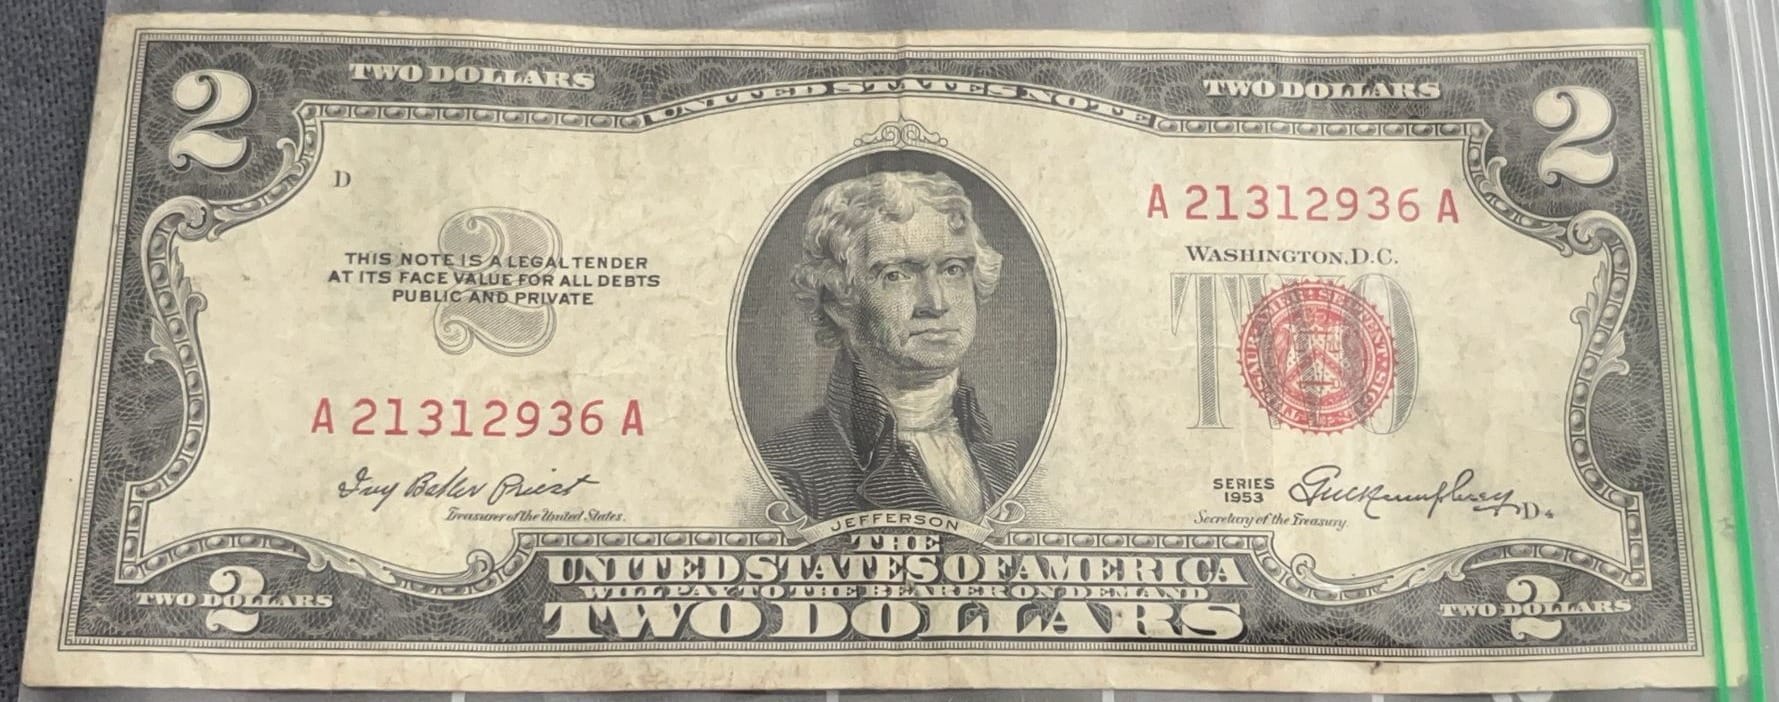 2 TWO DOLLARS UNITED STATES NOTE TWO DOLLARS 2
D
A 21312936 A
2
THIS NOTE IS A LEGAL TENDER
AT ITS FACE VALUE FOR ALL DEBTS
PUBLIC AND PRIVATE
WASHINGTON, D.C.
TWO
A 21312936 A
Ivy Baker Priest
Treasurer of the United States.
SERIES
1953
G.M. Humphrey
D
Secretary of the Treasury.
JEFFERSON
THE
UNITED STATES OF AMERICA
WILL PAY TO THE BEARER ON DEMAND
TWO DOLLARS
2
TWO DOLLARS
2
TWO DOLLARS